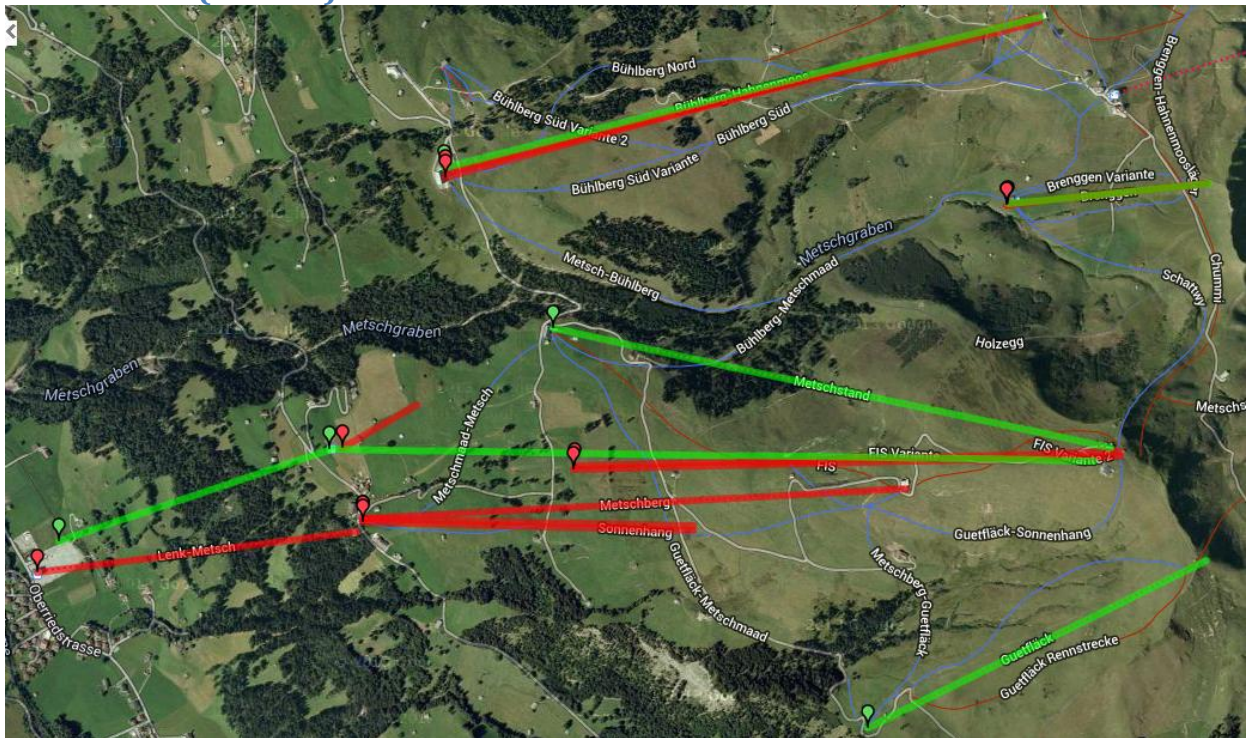 Bühlberg Nord
Brenggen-Hahnenmoosläger
Bühlberg-Hahnenmoos
Bühlberg Süd Variante 2
Bühlberg Süd
Bühlberg Süd Variante
Brenggen Variante
Brenggen
Metschgraben
Metsch-Bühlberg
Schattwy
Chummi
Bühlberg-Metschmaad
Metschgraben
Holzegg
Metschgraben
Metschstand
Metschs
Metschmaad-Metsch
FIS Variante
FIS Variante 2
FIS
Metschberg
Sonnenhang
Guetfläck-Sonnenhang
Lenk-Metsch
Metschberg-Guetfläck
Guetfläck-Metschmaad
Oberriedstrasse
Guetfläck
Guetfläck Rennstrecke